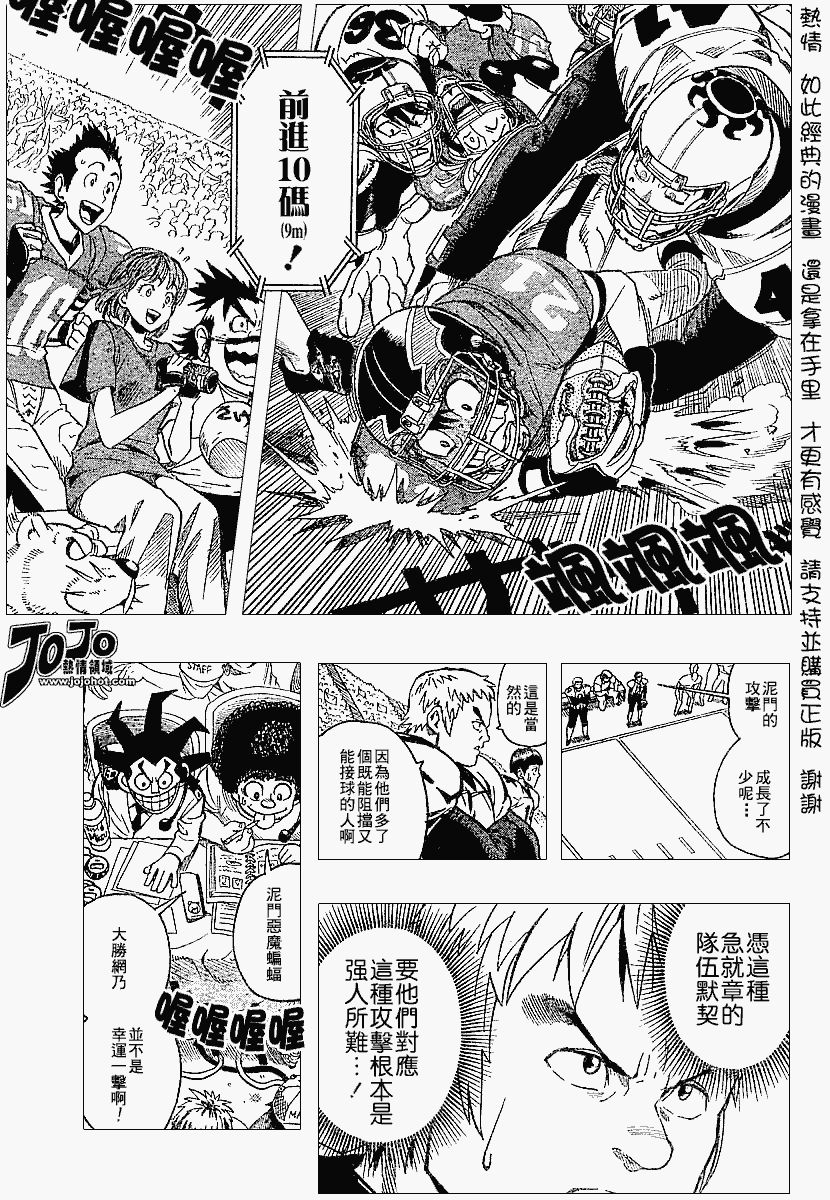 熱情 如此經典的漫畫 還是拿在手里 才更有感覺 請支持並購買正版 謝謝
36
21
4
颯颯颯
前進10碼
(9m)!
喔喔喔喔
16
JOJO
熱情領域
www.jojohot.com
泥門的
攻擊
成長了不
少呢…
這是當
然的
因為他們多了
個既能阻擋又
能接球的人啊
憑這種
急就章的
隊伍默契
要他們對應
這種攻擊根本是
强人所難…!
STAFF
泥門惡魔蝙蝠
大勝網乃
並不是
幸運一擊啊!
喔喔喔喔